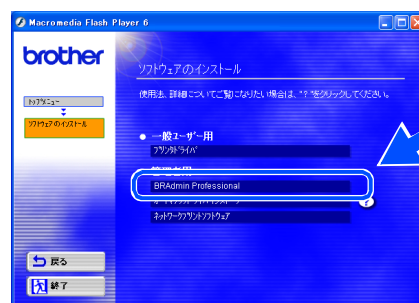 Macromedia Flash Player 6
brother
ソフトウェアのインストール
使用法、詳細についてご覧になりたい場合は、"?"をクリックしてください。
トップメニュー
ソフトウェアのインストール
一般ユーザー用
プリンタドライバ
管理者用
BRAdmin Professional
ネットワークプリントソフトウェア
?
戻る
終了